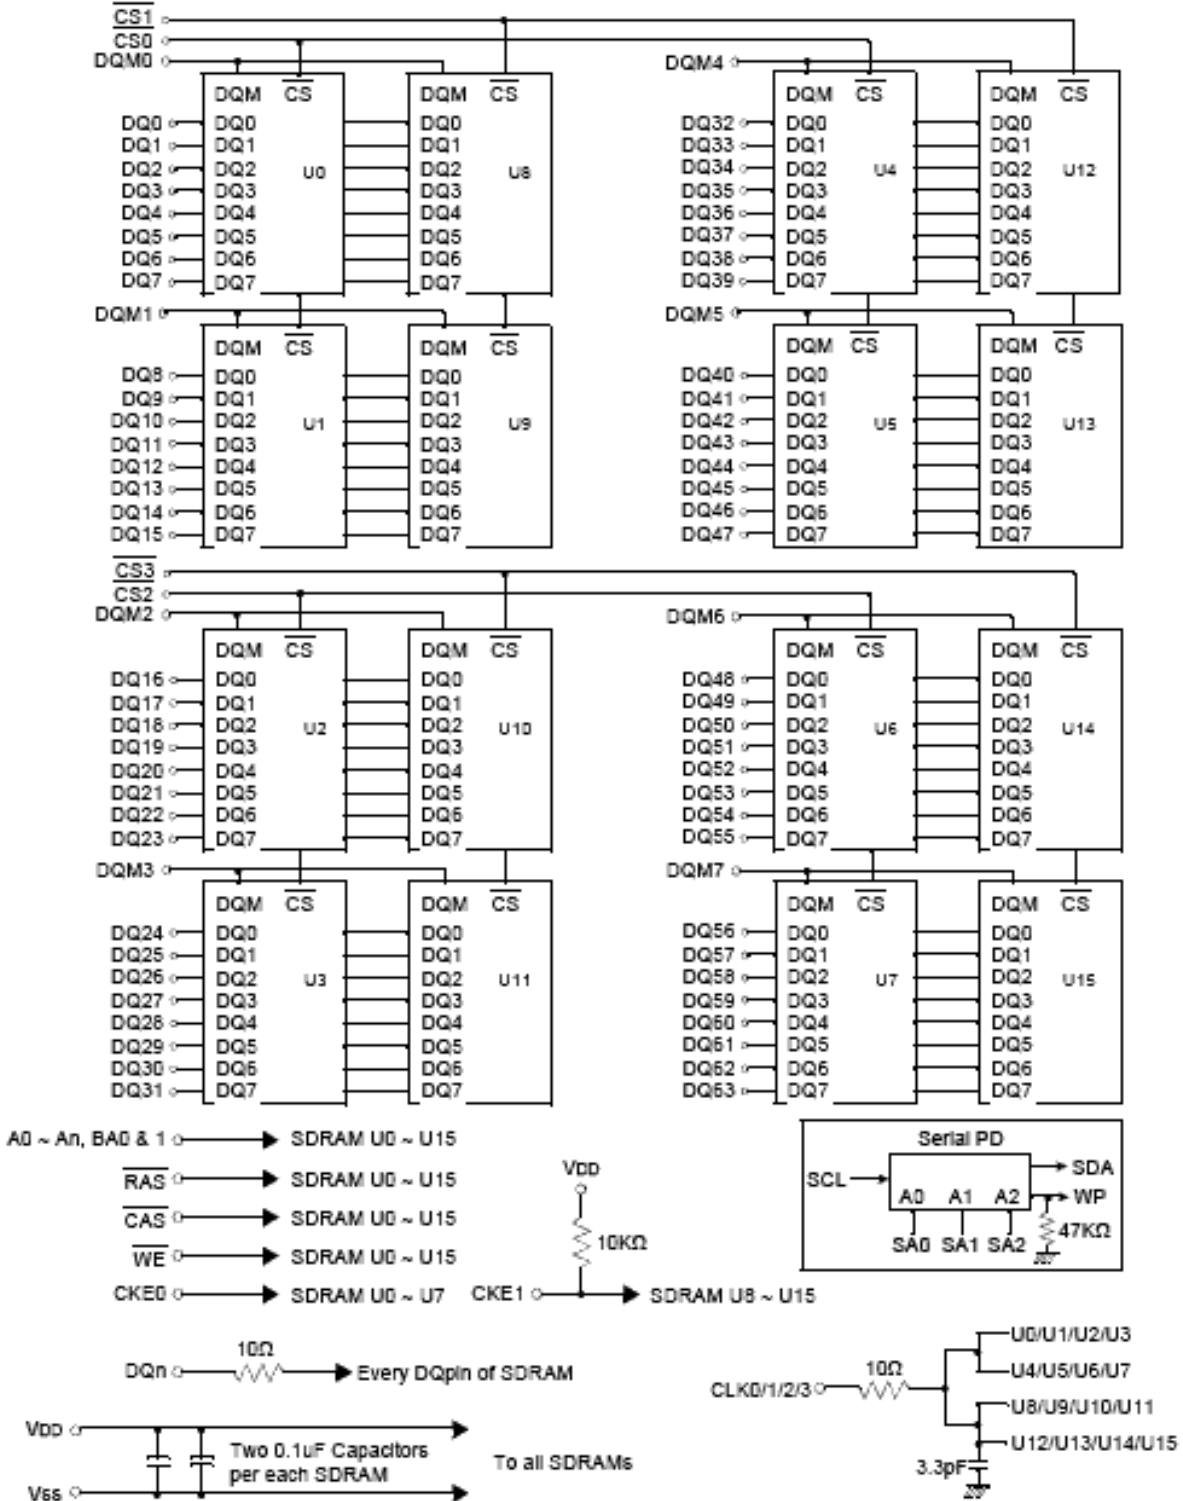 CS1
CS0
DQM0
DQM4
DQM CS DQM CS
DQM CS DQM CS
DQ0 DQ0 DQ0
DQ1 DQ1 DQ1
DQ2 DQ2 U0 DQ2 U8
DQ3 DQ3 DQ3
DQ4 DQ4 DQ4
DQ5 DQ5 DQ5
DQ6 DQ6 DQ6
DQ7 DQ7 DQ7
DQ32 DQ0 DQ0
DQ33 DQ1 DQ1
DQ34 DQ2 U4 DQ2 U12
DQ35 DQ3 DQ3
DQ36 DQ4 DQ4
DQ37 DQ5 DQ5
DQ38 DQ6 DQ6
DQ39 DQ7 DQ7
DQM1
DQM CS DQM CS
DQ8 DQ0 DQ0
DQ9 DQ1 DQ1
DQ10 DQ2 U1 DQ2 U9
DQ11 DQ3 DQ3
DQ12 DQ4 DQ4
DQ13 DQ5 DQ5
DQ14 DQ6 DQ6
DQ15 DQ7 DQ7
DQM5
DQM CS DQM CS
DQ40 DQ0 DQ0
DQ41 DQ1 DQ1
DQ42 DQ2 U5 DQ2 U13
DQ43 DQ3 DQ3
DQ44 DQ4 DQ4
DQ45 DQ5 DQ5
DQ46 DQ6 DQ6
DQ47 DQ7 DQ7
CS3
CS2
DQM2
DQM CS DQM CS
DQ16 DQ0 DQ0
DQ17 DQ1 DQ1
DQ18 DQ2 U2 DQ2 U10
DQ19 DQ3 DQ3
DQ20 DQ4 DQ4
DQ21 DQ5 DQ5
DQ22 DQ6 DQ6
DQ23 DQ7 DQ7
DQM6
DQM CS DQM CS
DQ48 DQ0 DQ0
DQ49 DQ1 DQ1
DQ50 DQ2 U6 DQ2 U14
DQ51 DQ3 DQ3
DQ52 DQ4 DQ4
DQ53 DQ5 DQ5
DQ54 DQ6 DQ6
DQ55 DQ7 DQ7
DQM3
DQM CS DQM CS
DQ24 DQ0 DQ0
DQ25 DQ1 DQ1
DQ26 DQ2 U3 DQ2 U11
DQ27 DQ3 DQ3
DQ28 DQ4 DQ4
DQ29 DQ5 DQ5
DQ30 DQ6 DQ6
DQ31 DQ7 DQ7
DQM7
DQM CS DQM CS
DQ56 DQ0 DQ0
DQ57 DQ1 DQ1
DQ58 DQ2 U7 DQ2 U15
DQ59 DQ3 DQ3
DQ60 DQ4 DQ4
DQ61 DQ5 DQ5
DQ62 DQ6 DQ6
DQ63 DQ7 DQ7
A0 ~ An, BA0 & 1 SDRAM U0 ~ U15
RAS SDRAM U0 ~ U15
CAS SDRAM U0 ~ U15
WE SDRAM U0 ~ U15
CKE0 SDRAM U0 ~ U7
VDD
10KΩ
CKE1 SDRAM U8 ~ U15
Serial PD
SCL SDA
A0 A1 A2 WP
SA0 SA1 SA2 47KΩ
10Ω
DQn Every DQpin of SDRAM
VDD
Two 0.1uF Capacitors
per each SDRAM
To all SDRAMs
Vss
CLK0/1/2/3
10Ω
U0/U1/U2/U3
U4/U5/U6/U7
U8/U9/U10/U11
U12/U13/U14/U15
3.3pF